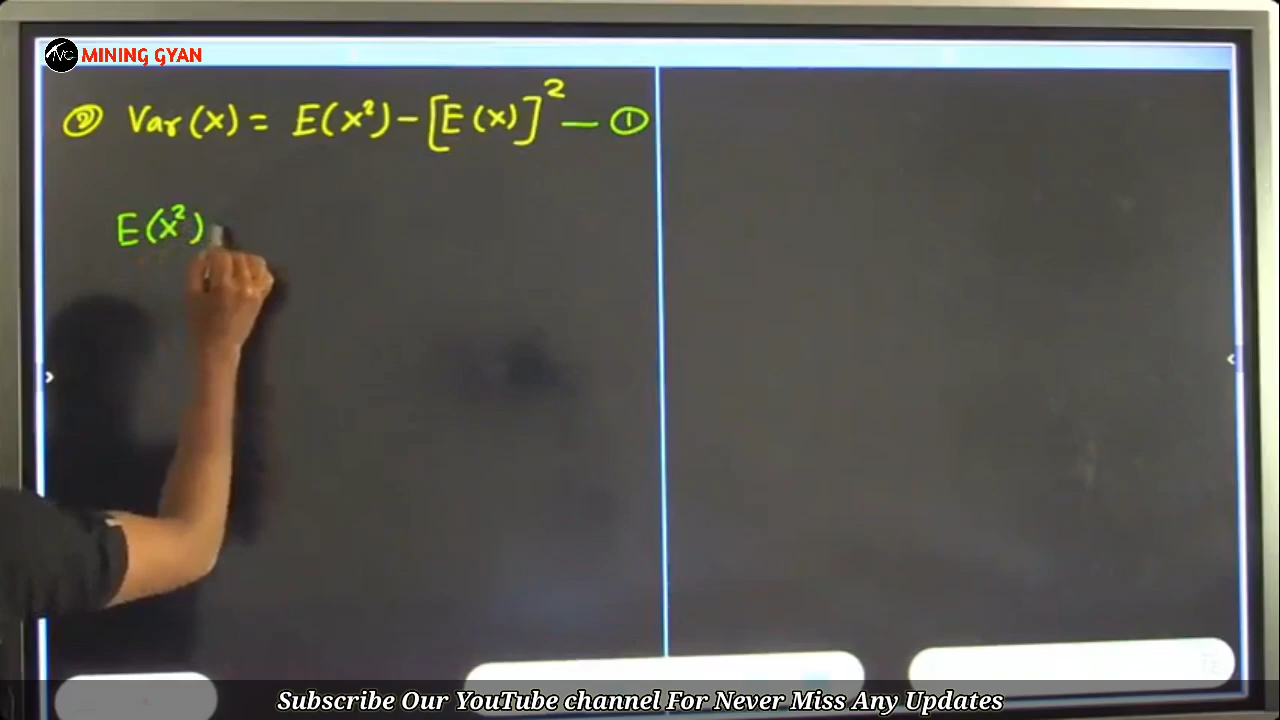 MINING GYAN
② Var(x) = E(x²) - [E(x)]² — ①
E(x²)
Subscribe Our YouTube channel For Never Miss Any Updates